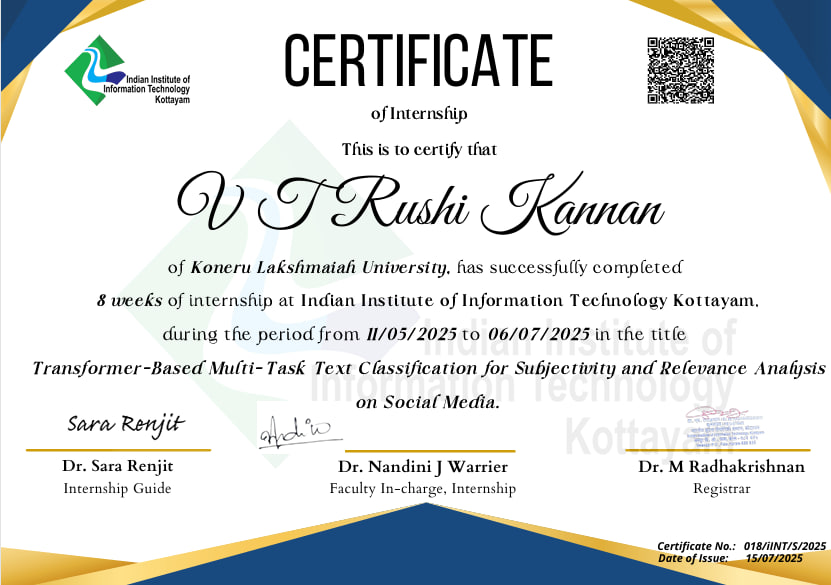 Indian Institute of
Information Technology
Kottayam
CERTIFICATE
of Internship
This is to certify that
V T Rushi Kannan
of Koneru Lakshmaiah University, has successfully completed
8 weeks of internship at Indian Institute of Information Technology Kottayam,
during the period from 11/05/2025 to 06/07/2025 in the title
Transformer-Based Multi-Task Text Classification for Subjectivity and Relevance Analysis
on Social Media.
Indian Institute of
Information Technology
Kottayam
Sara Renjit
Dr. Sara Renjit
Internship Guide
Dr. Nandini J Warrier
Faculty In-charge, Internship
Dr. M Radhakrishnan
Registrar
Certificate No.: 018/iINT/S/2025
Date of Issue: 15/07/2025